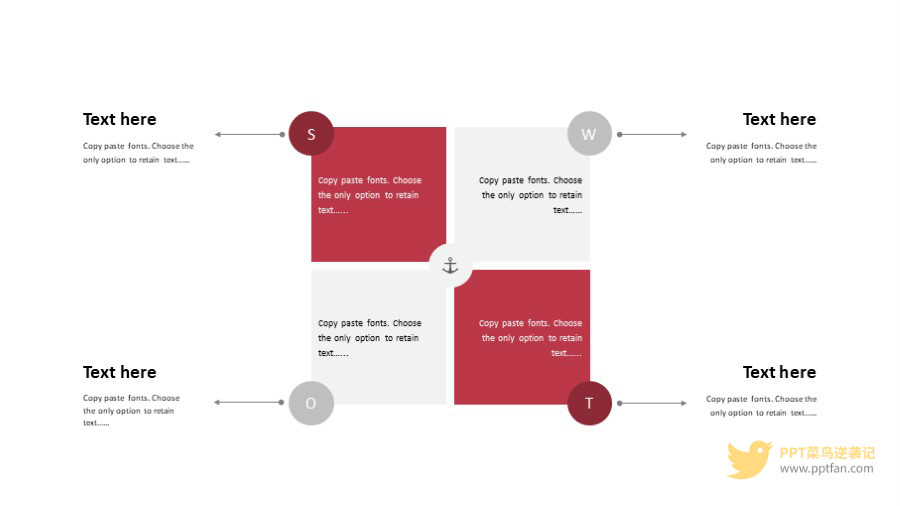 Text here
Copy paste fonts. Choose the
only option to retain text......
S
Copy paste fonts. Choose
the only option to retain
text......
W
Copy paste fonts. Choose
the only option to retain
text......
Text here
Copy paste fonts. Choose the
only option to retain text......
Text here
Copy paste fonts. Choose
the only option to retain
text......
O
Copy paste fonts. Choose
the only option to retain
text......
Copy paste fonts. Choose
the only option to retain
text......
T
Text here
Copy paste fonts. Choose the
only option to retain text......
PPT菜鸟逆袭记
www.pptfan.com